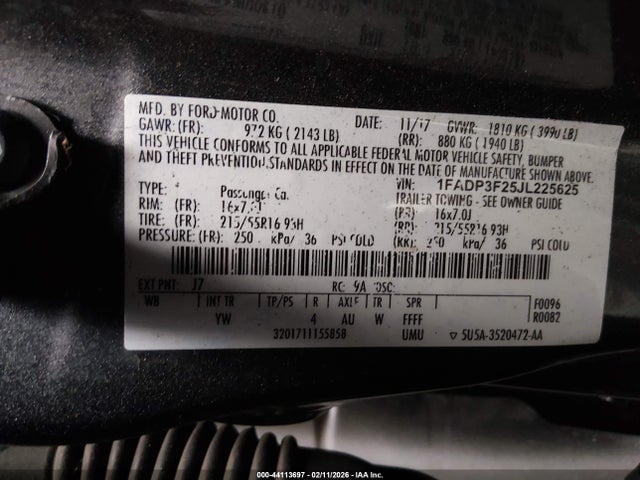 MFD. BY FORD MOTOR CO.
DATE: 11/17 GVWR: 1810 KG ( 3990 LB)
GAWR: (FR): 972 KG ( 2143 LB) (RR): 880 KG ( 1940 LB)
THIS VEHICLE CONFORMS TO ALL APPLICABLE FEDERAL MOTOR VEHICLE SAFETY, BUMPER
AND THEFT PREVENTION STANDARDS IN EFFECT ON THE DATE OF MANUFACTURE SHOWN ABOVE.
VIN: 1FADP3F25JL225625
TYPE: Passenger Ca. TRAILER TOWING - SEE OWNER GUIDE
RIM: (FR) 16x7.0J (RR) 16x7.0J
TIRE: (FR) 215/55R16 93H (RR) 215/55R16 93H
PRESSURE: (FR) 250 kPa/ 36 PSI COLD (RR) 250 kPa/ 36 PSI COLD
EXT PNT: J7 RC: 9A DSO:
WB INT TR TP/PS R AXLE TR SPR F0096
YW 4 AU W FFFF R0082
3201711155858 UMU 5U5A-3520472-AA
000-44113697 - 02/11/2026 - IAA Inc.